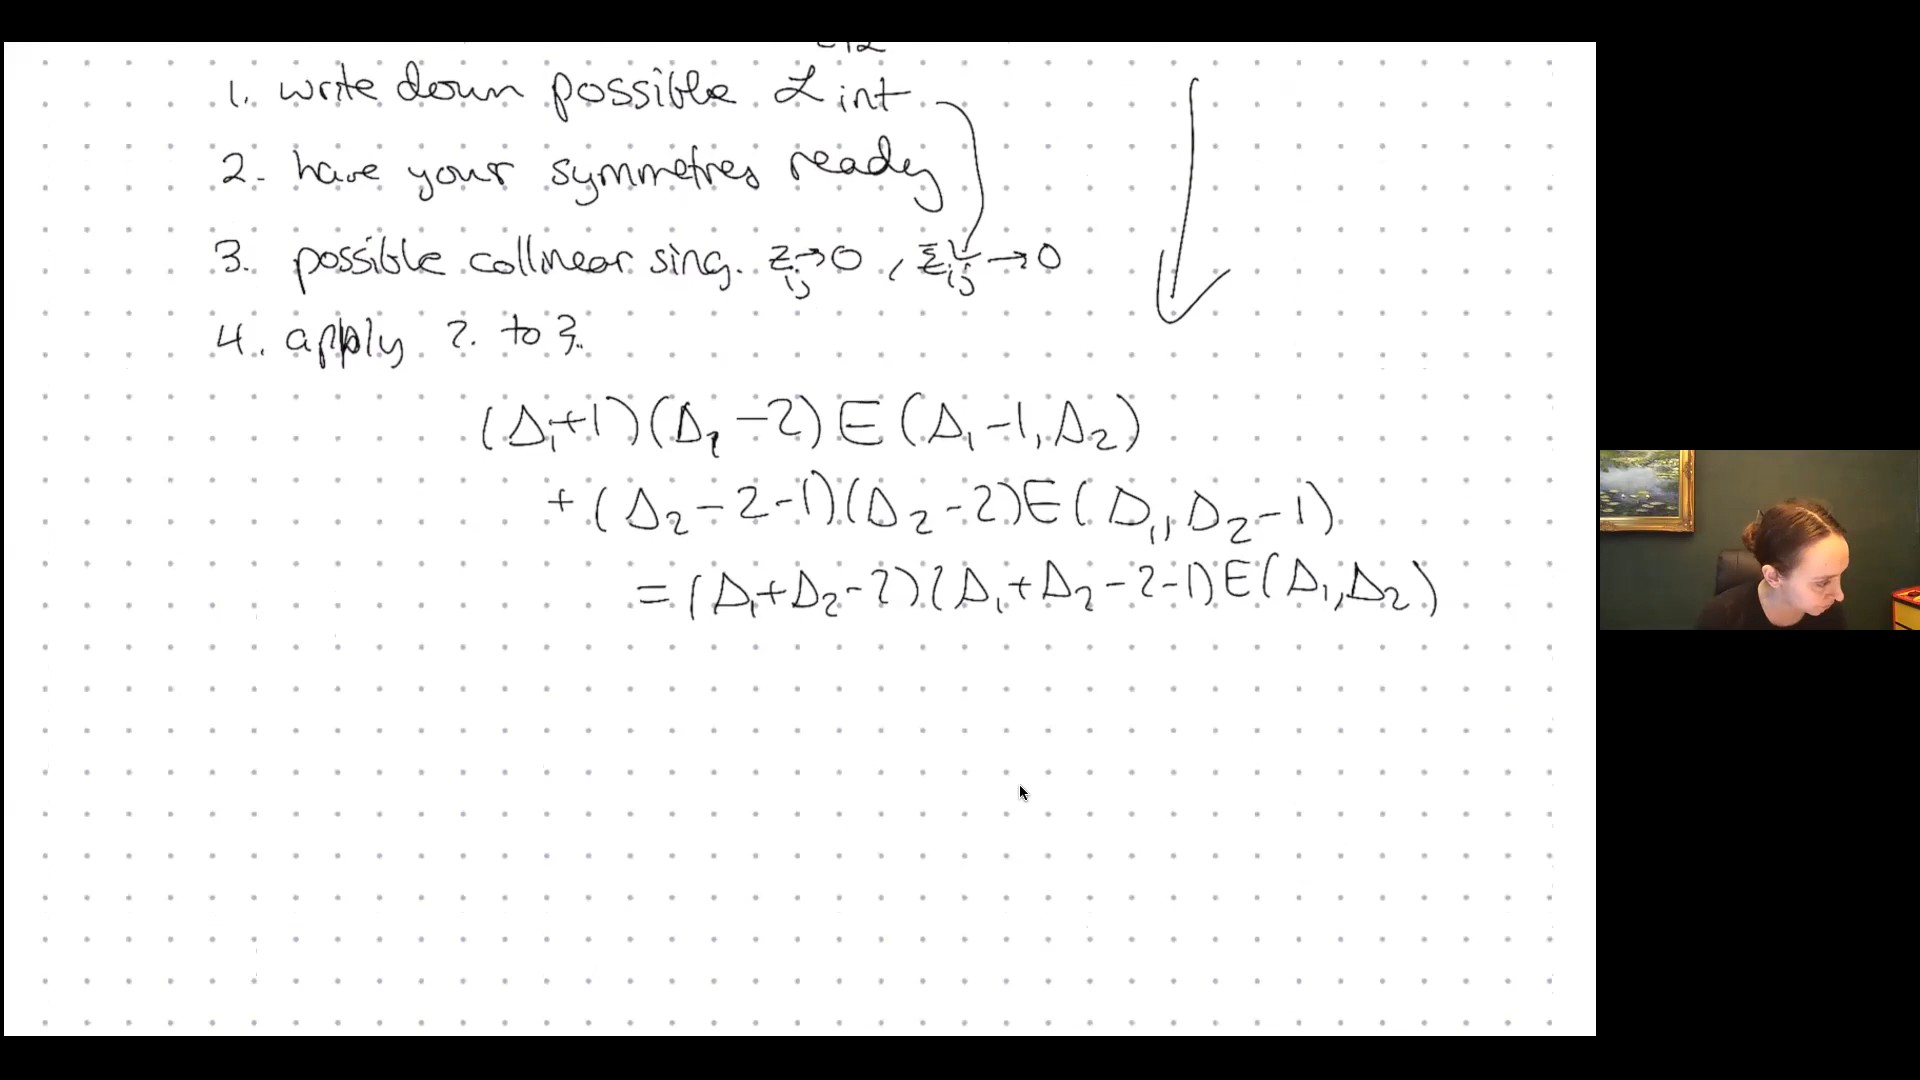 1. write down possible ℒ int
2. have your symmetres ready
3. possible collinear sing. z_ij → 0 , z̄_ij → 0
4. apply 2. to 3.
(Δ₁+1)(Δ₁-2) E (Δ₁-1, Δ₂)
+ (Δ₂-2-1)(Δ₂-2) E (Δ₁, Δ₂-1)
= (Δ₁+Δ₂-2)(Δ₁+Δ₂-2-1) E (Δ₁, Δ₂)